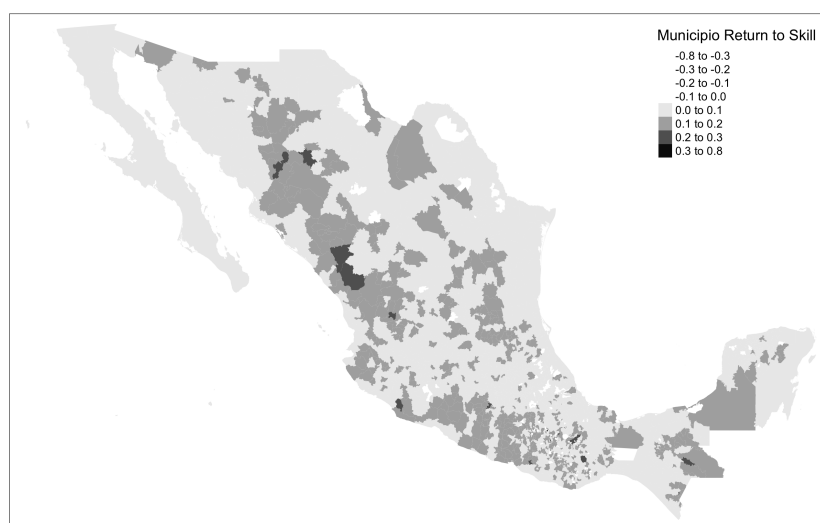 Municipio Return to Skill
-0.8 to -0.3
-0.3 to -0.2
-0.2 to -0.1
-0.1 to 0.0
0.0 to 0.1
0.1 to 0.2
0.2 to 0.3
0.3 to 0.8